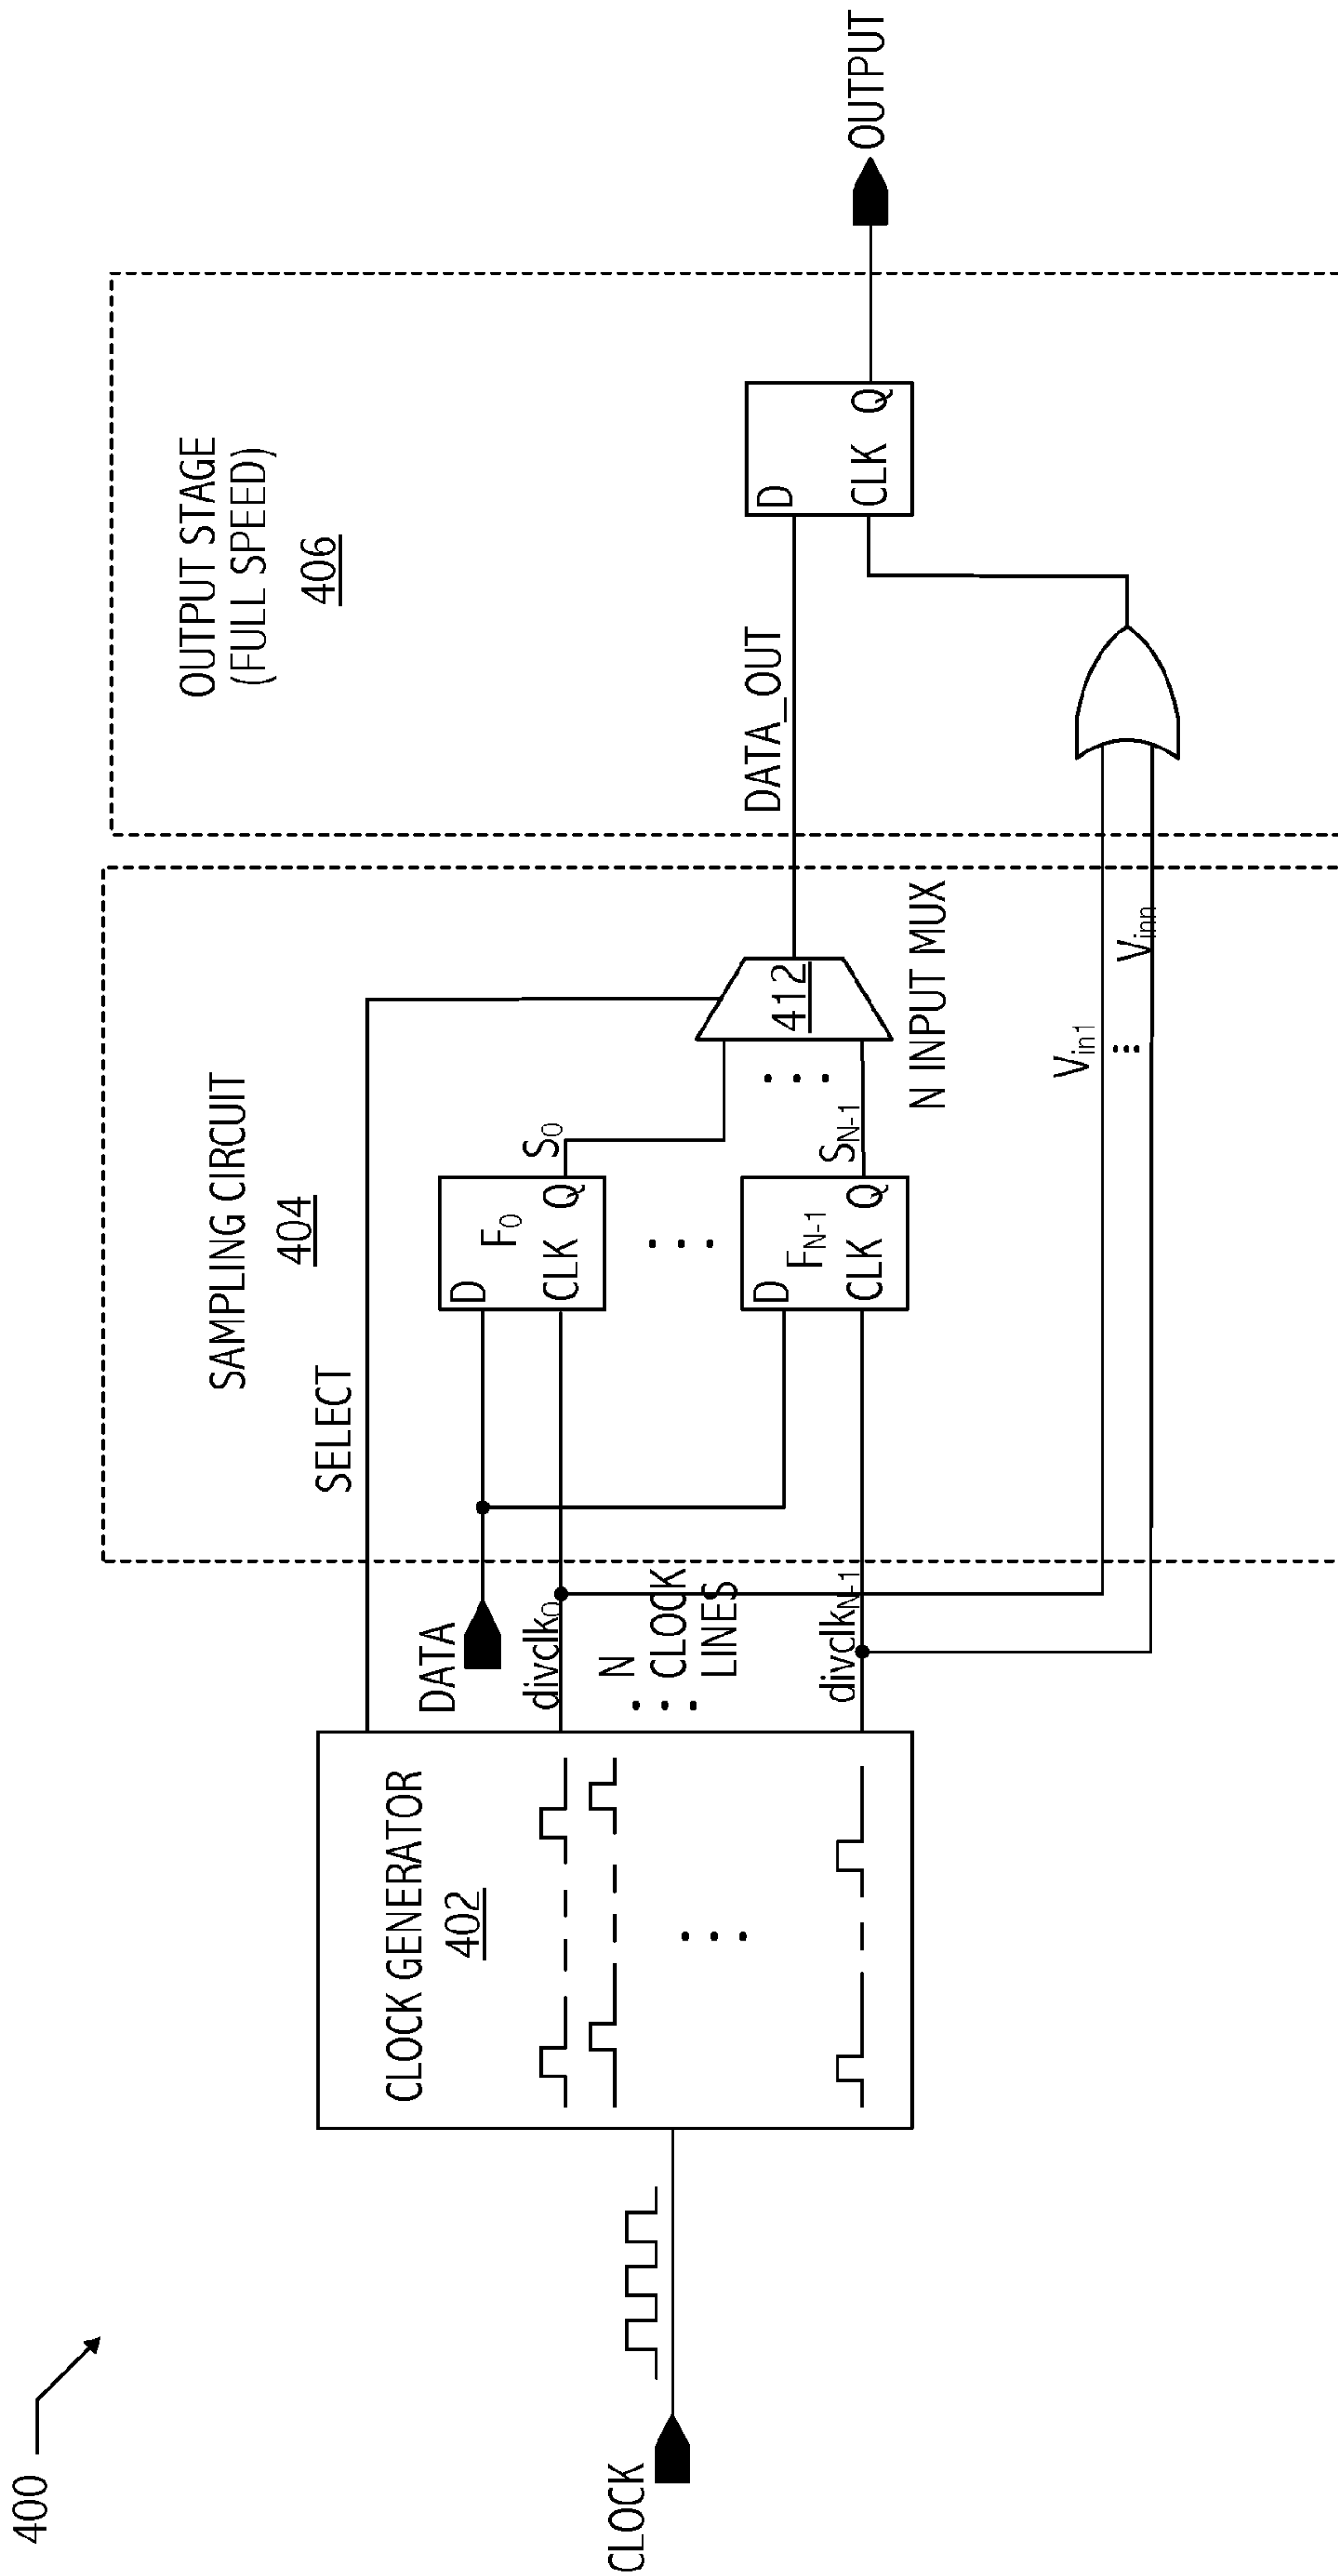 400
CLOCK
CLOCK GENERATOR
402
DATA
divclk0
N
CLOCK
LINES
divclkN-1
SAMPLING CIRCUIT
404
SELECT
D
F0
CLK Q
S0
D
FN-1
CLK Q
SN-1
412
N INPUT MUX
Vin1
Vinn
OUTPUT STAGE
(FULL SPEED)
406
DATA_OUT
D
CLK Q
OUTPUT